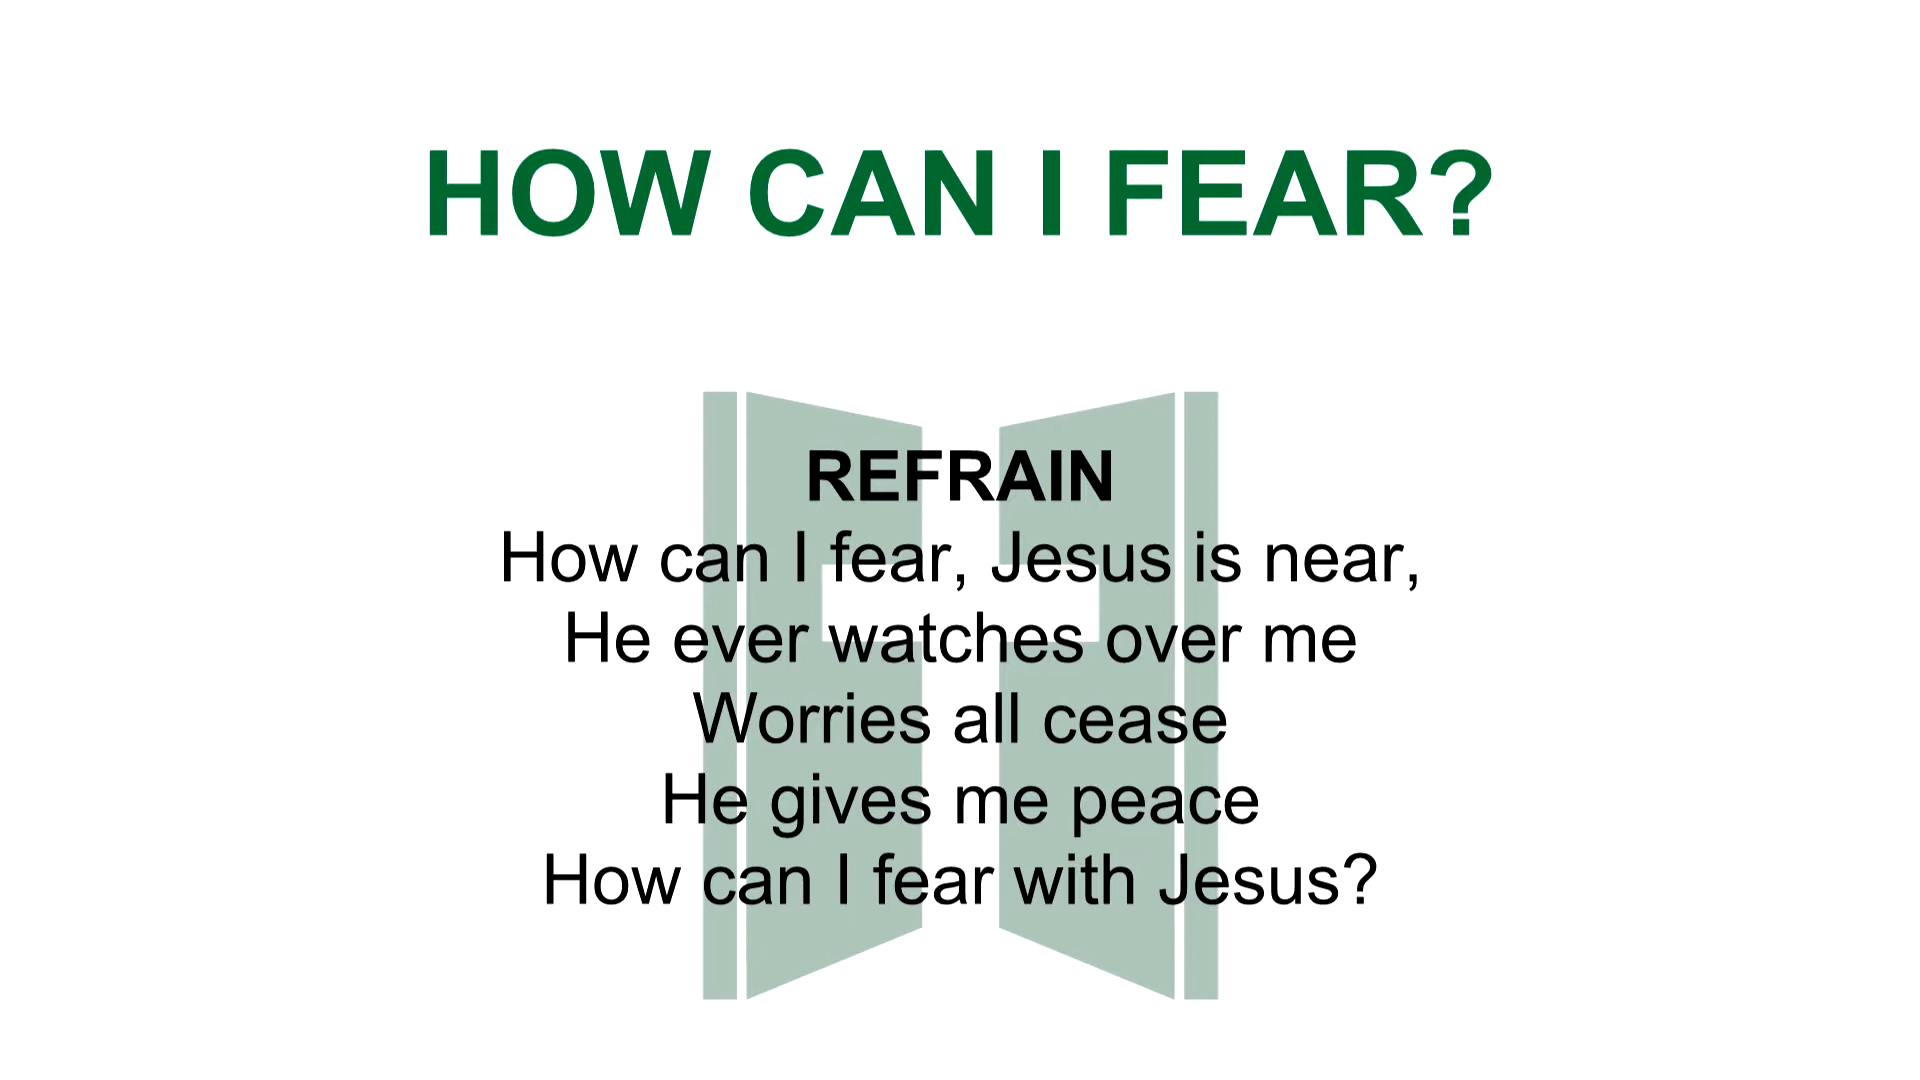 HOW CAN I FEAR?
REFRAIN
How can I fear, Jesus is near,
He ever watches over me
Worries all cease
He gives me peace
How can I fear with Jesus?